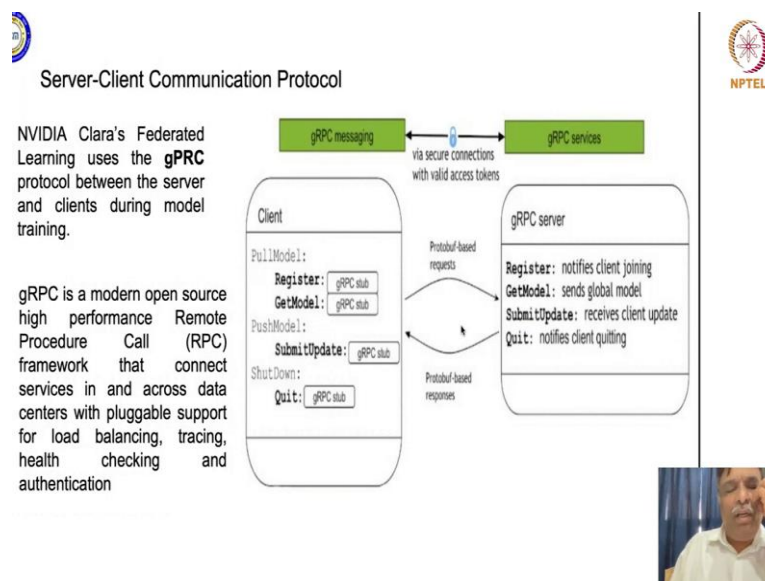 Server-Client Communication Protocol
NPTEL
NVIDIA Clara's Federated
Learning uses the gPRC
protocol between the server
and clients during model
training.
gRPC is a modern open source
high performance Remote
Procedure Call (RPC)
framework that connect
services in and across data
centers with pluggable support
for load balancing, tracing,
health checking and
authentication
gRPC messaging
via secure connections
with valid access tokens
gRPC services
Client
PullModel:
Register: gRPC stub
GetModel: gRPC stub
PushModel:
SubmitUpdate: gRPC stub
ShutDown:
Quit: gRPC stub
Protobuf-based
requests
Protobuf-based
responses
gRPC server
Register: notifies client joining
GetModel: sends global model
SubmitUpdate: receives client update
Quit: notifies client quitting